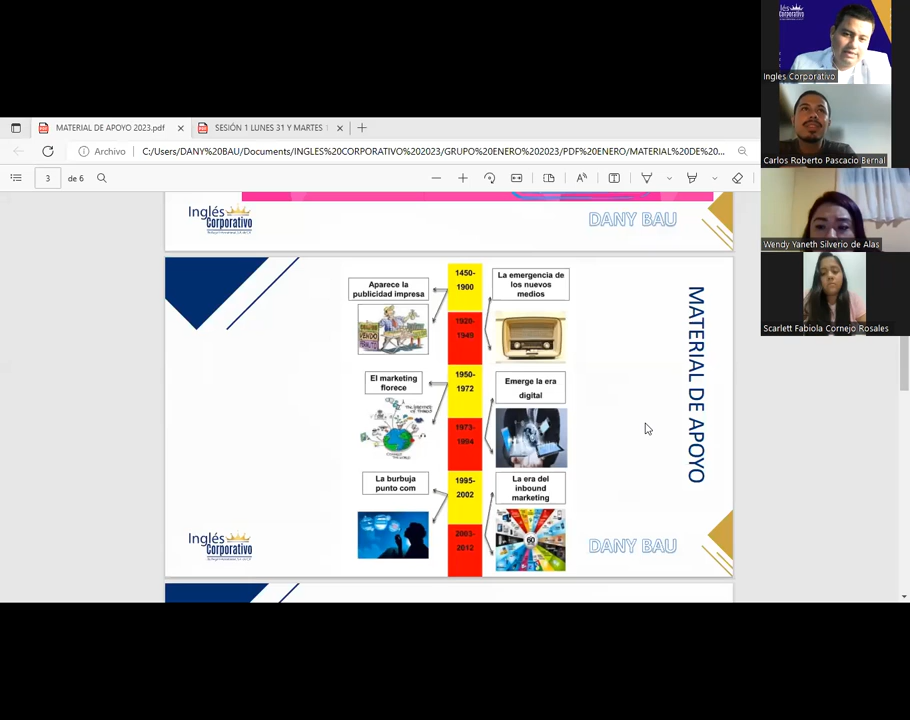 MATERIAL DE APOYO 2023.pdf
SESIÓN 1 LUNES 31 Y MARTES
Archivo
C:/Users/DANY%20BAU/Documents/INGLES%20CORPORATIVO%202023/GRUPO%20ENERO%202023/PDF%20ENERO/MATERIAL%20DE%20...
3
de 6
Inglés
Corporativo
DANY BAU
Aparece la
publicidad impresa
1450-
1900
La emergencia de
los nuevos
medios
1920-
1949
El marketing
florece
1950-
1972
Emerge la era
digital
1973-
1994
La burbuja
punto com
1995-
2002
La era del
inbound
marketing
2003-
2012
60
MATERIAL DE APOYO
Inglés
Corporativo
DANY BAU
lés
Corporativo
Ingles Corporativo
Carlos Roberto Pascacio Bernal
Wendy Yaneth Silverio de Alas
Scarlett Fabiola Cornejo Rosales